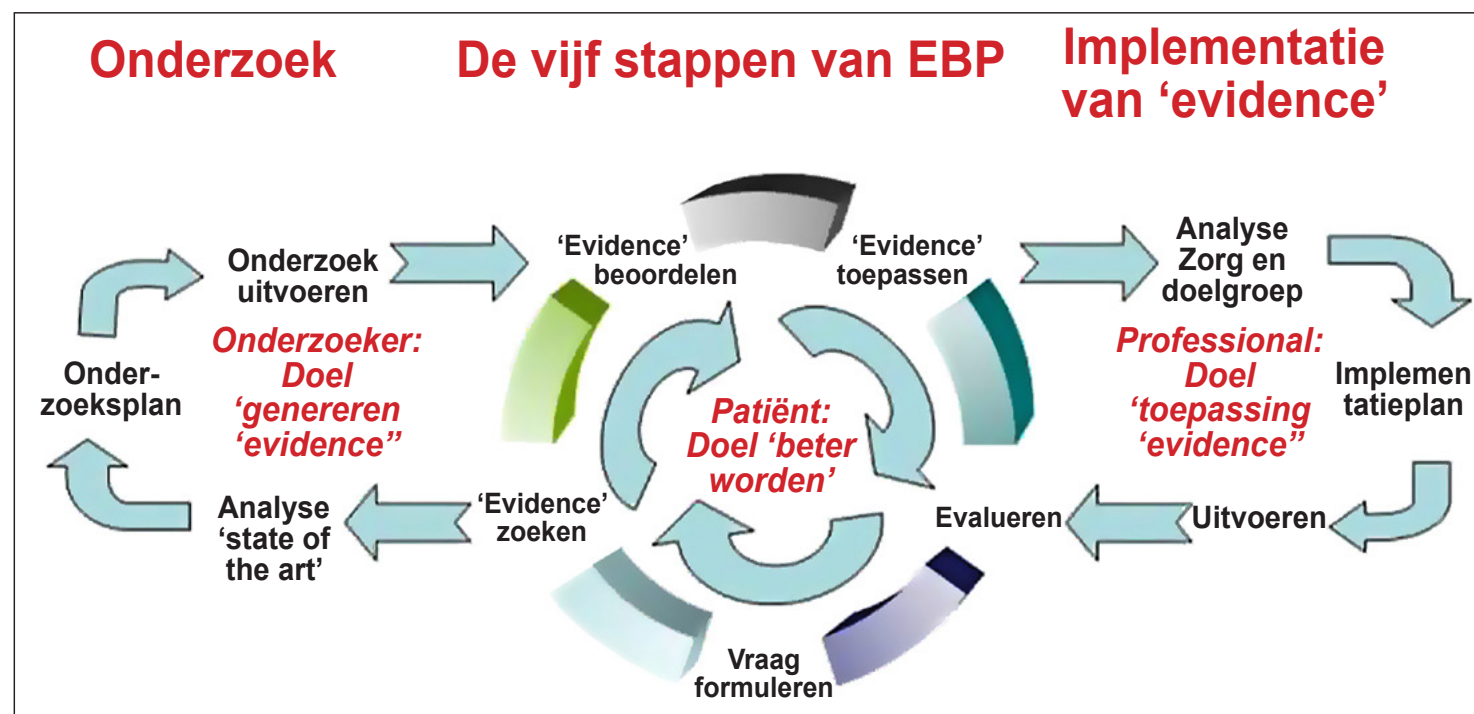 Onderzoek
De vijf stappen van EBP
Implementatie
van ‘evidence’
Onderzoek
uitvoeren
‘Evidence’
beoordelen
‘Evidence’
toepassen
Analyse
Zorg en
doelgroep
Onderzoeker:
Doel
‘genereren
‘evidence’’
Onder-
zoeksplan
Patiënt:
Doel ‘beter
worden’
Professional:
Doel
‘toepassing
‘evidence’’
Implemen
tatieplan
Analyse
‘state of
the art’
‘Evidence’
zoeken
Evalueren
Uitvoeren
Vraag
formuleren